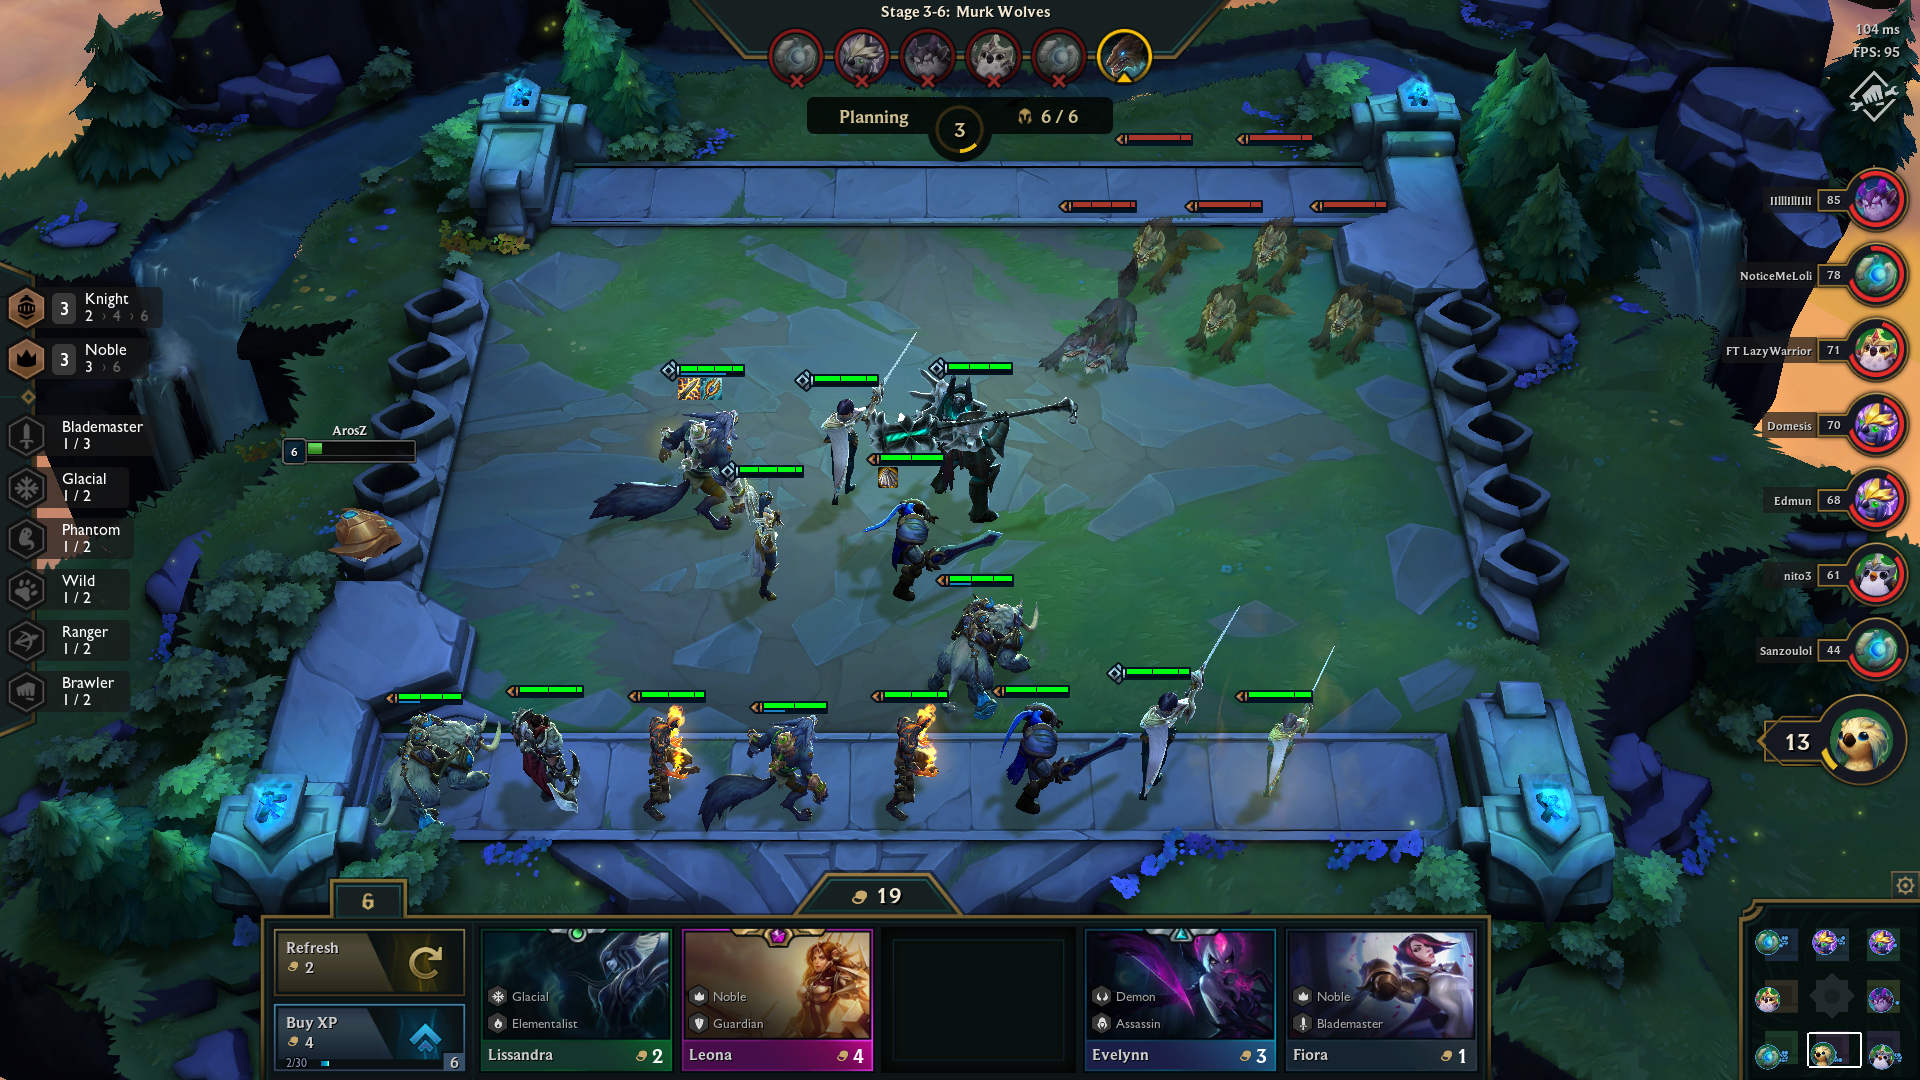 Stage 3-6: Murk Wolves
104 ms
FPS: 95
Planning
3
6 / 6
85
NoticeMeLoli
78
FT LazyWarrior
71
Domesis
70
Edmun
68
nito3
61
Sanzoulol
44
13
3
Knight
2 › 4 › 6
3
Noble
3 › 6
Blademaster
1 / 3
Glacial
1 / 2
Phantom
1 / 2
Wild
1 / 2
Ranger
1 / 2
Brawler
1 / 2
ArosZ
6
6
19
Refresh
2
Buy XP
4
2/30
6
Glacial
Elementalist
Lissandra
2
Noble
Guardian
Leona
4
Demon
Assassin
Evelynn
3
Noble
Blademaster
Fiora
1